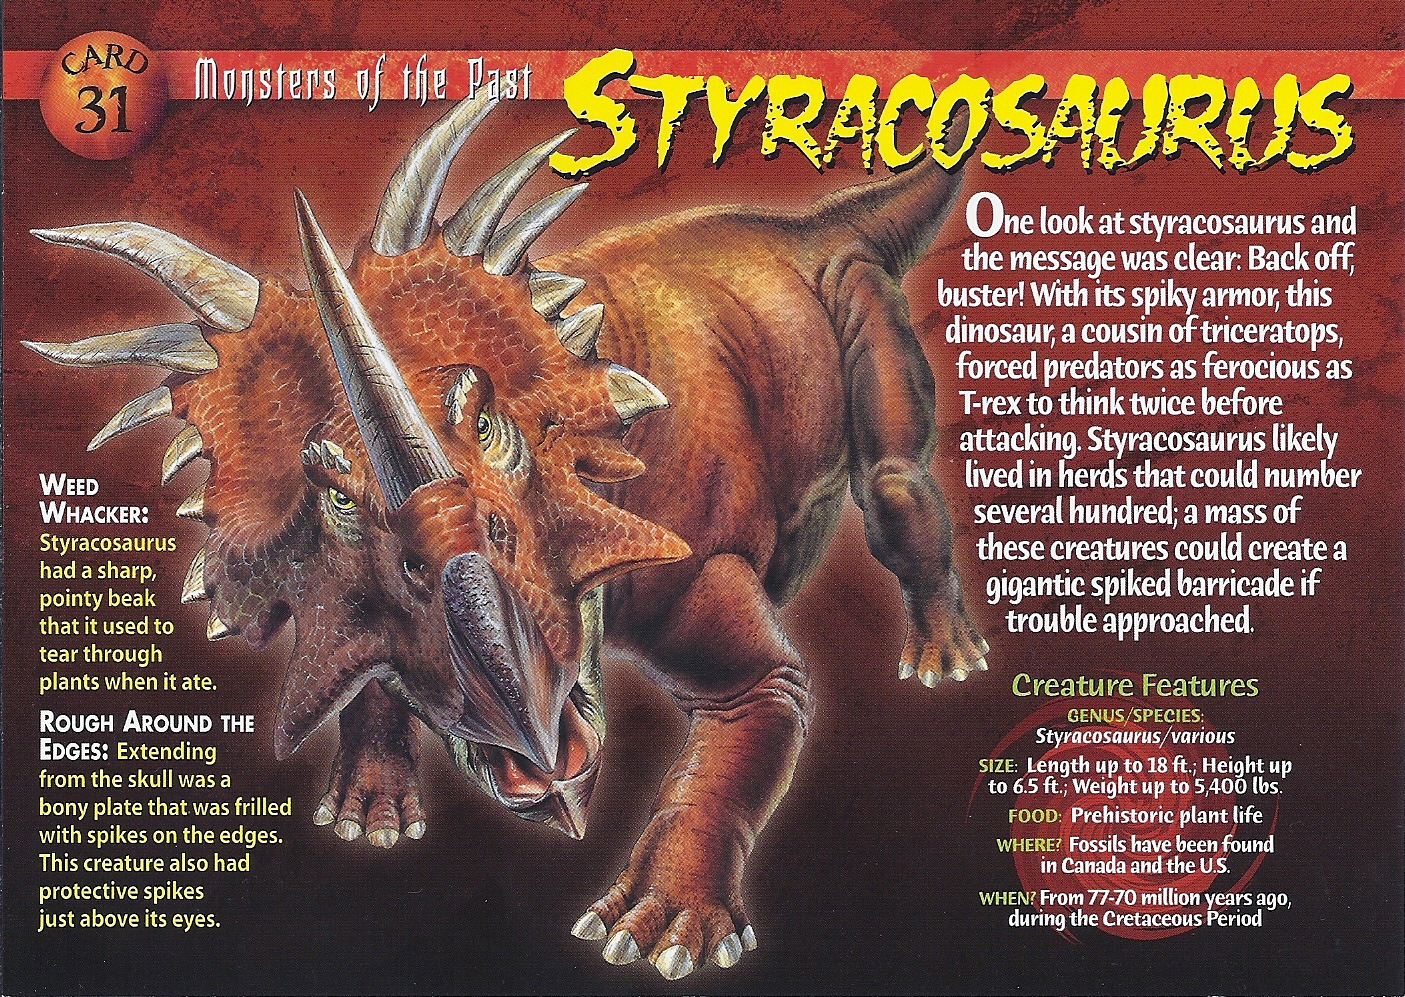 CARD
31
Monsters of the Past
STYRACOSAURUS
One look at styracosaurus and
the message was clear: Back off,
buster! With its spiky armor, this
dinosaur, a cousin of triceratops,
forced predators as ferocious as
T-rex to think twice before
attacking. Styracosaurus likely
lived in herds that could number
several hundred; a mass of
these creatures could create a
gigantic spiked barricade if
trouble approached.
WEED
WHACKER:
Styracosaurus
had a sharp,
pointy beak
that it used to
tear through
plants when it ate.
ROUGH AROUND THE
EDGES: Extending
from the skull was a
bony plate that was frilled
with spikes on the edges.
This creature also had
protective spikes
just above its eyes.
Creature Features
GENUS/SPECIES:
Styracosaurus/various
SIZE: Length up to 18 ft.; Height up
to 6.5 ft.; Weight up to 5,400 lbs.
FOOD: Prehistoric plant life
WHERE? Fossils have been found
in Canada and the U.S.
WHEN? From 77-70 million years ago,
during the Cretaceous Period